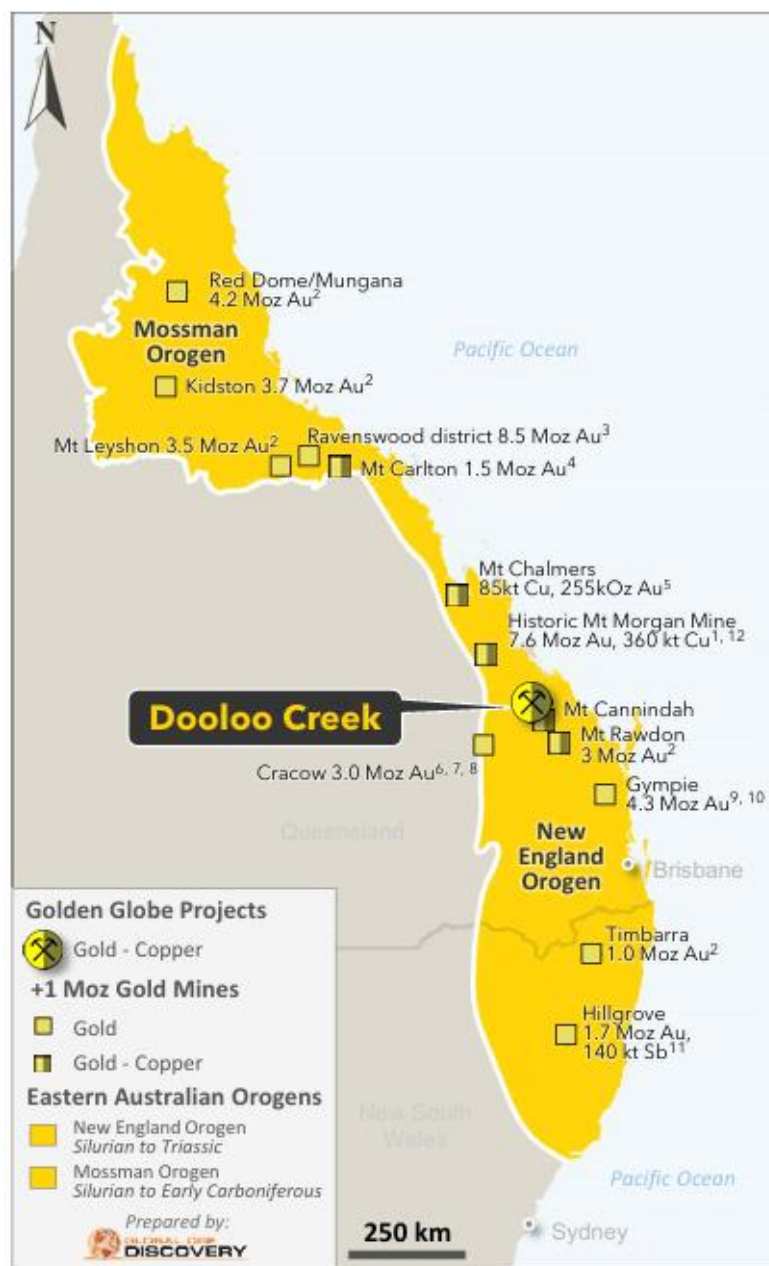 N
Red Dome/Mungana
4.2 Moz Au²
Mossman
Orogen
Pacific Ocean
Kidston 3.7 Moz Au²
Ravenswood district 8.5 Moz Au³
Mt Leyshon 3.5 Moz Au²
Mt Carlton 1.5 Moz Au⁴
Mt Chalmers
85kt Cu, 255kOz Au⁵
Historic Mt Morgan Mine
7.6 Moz Au, 360 kt Cu¹, ¹²
Dooloo Creek
Mt Cannindah
Mt Rawdon
3 Moz Au²
Cracow 3.0 Moz Au⁶, ⁷, ⁸
Gympie
4.3 Moz Au⁹, ¹⁰
Queensland
New
England
Orogen
Brisbane
Timbarra
1.0 Moz Au²
Hillgrove
1.7 Moz Au,
140 kt Sb¹¹
New South
Wales
Pacific Ocean
Sydney
250 km
Golden Globe Projects
Gold - Copper
+1 Moz Gold Mines
Gold
Gold - Copper
Eastern Australian Orogens
New England Orogen
Silurian to Triassic
Mossman Orogen
Silurian to Early Carboniferous
Prepared by:
GLOBAL ORE
DISCOVERY